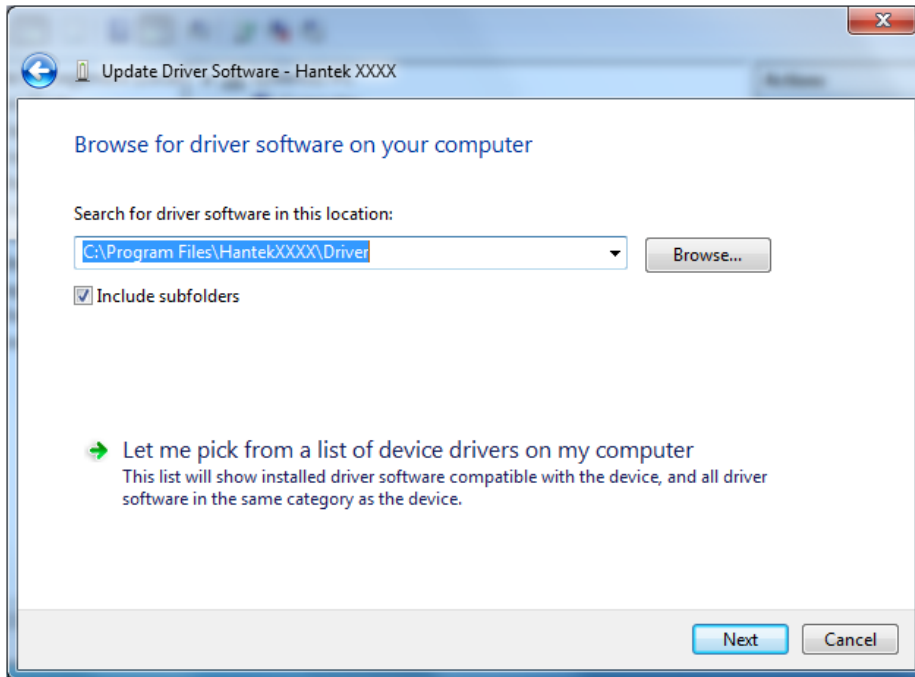 Update Driver Software - Hantek XXXX
Browse for driver software on your computer
Search for driver software in this location:
C:\Program Files\HantekXXXX\Driver
Browse...
Include subfolders
Let me pick from a list of device drivers on my computer
This list will show installed driver software compatible with the device, and all driver
software in the same category as the device.
Next
Cancel